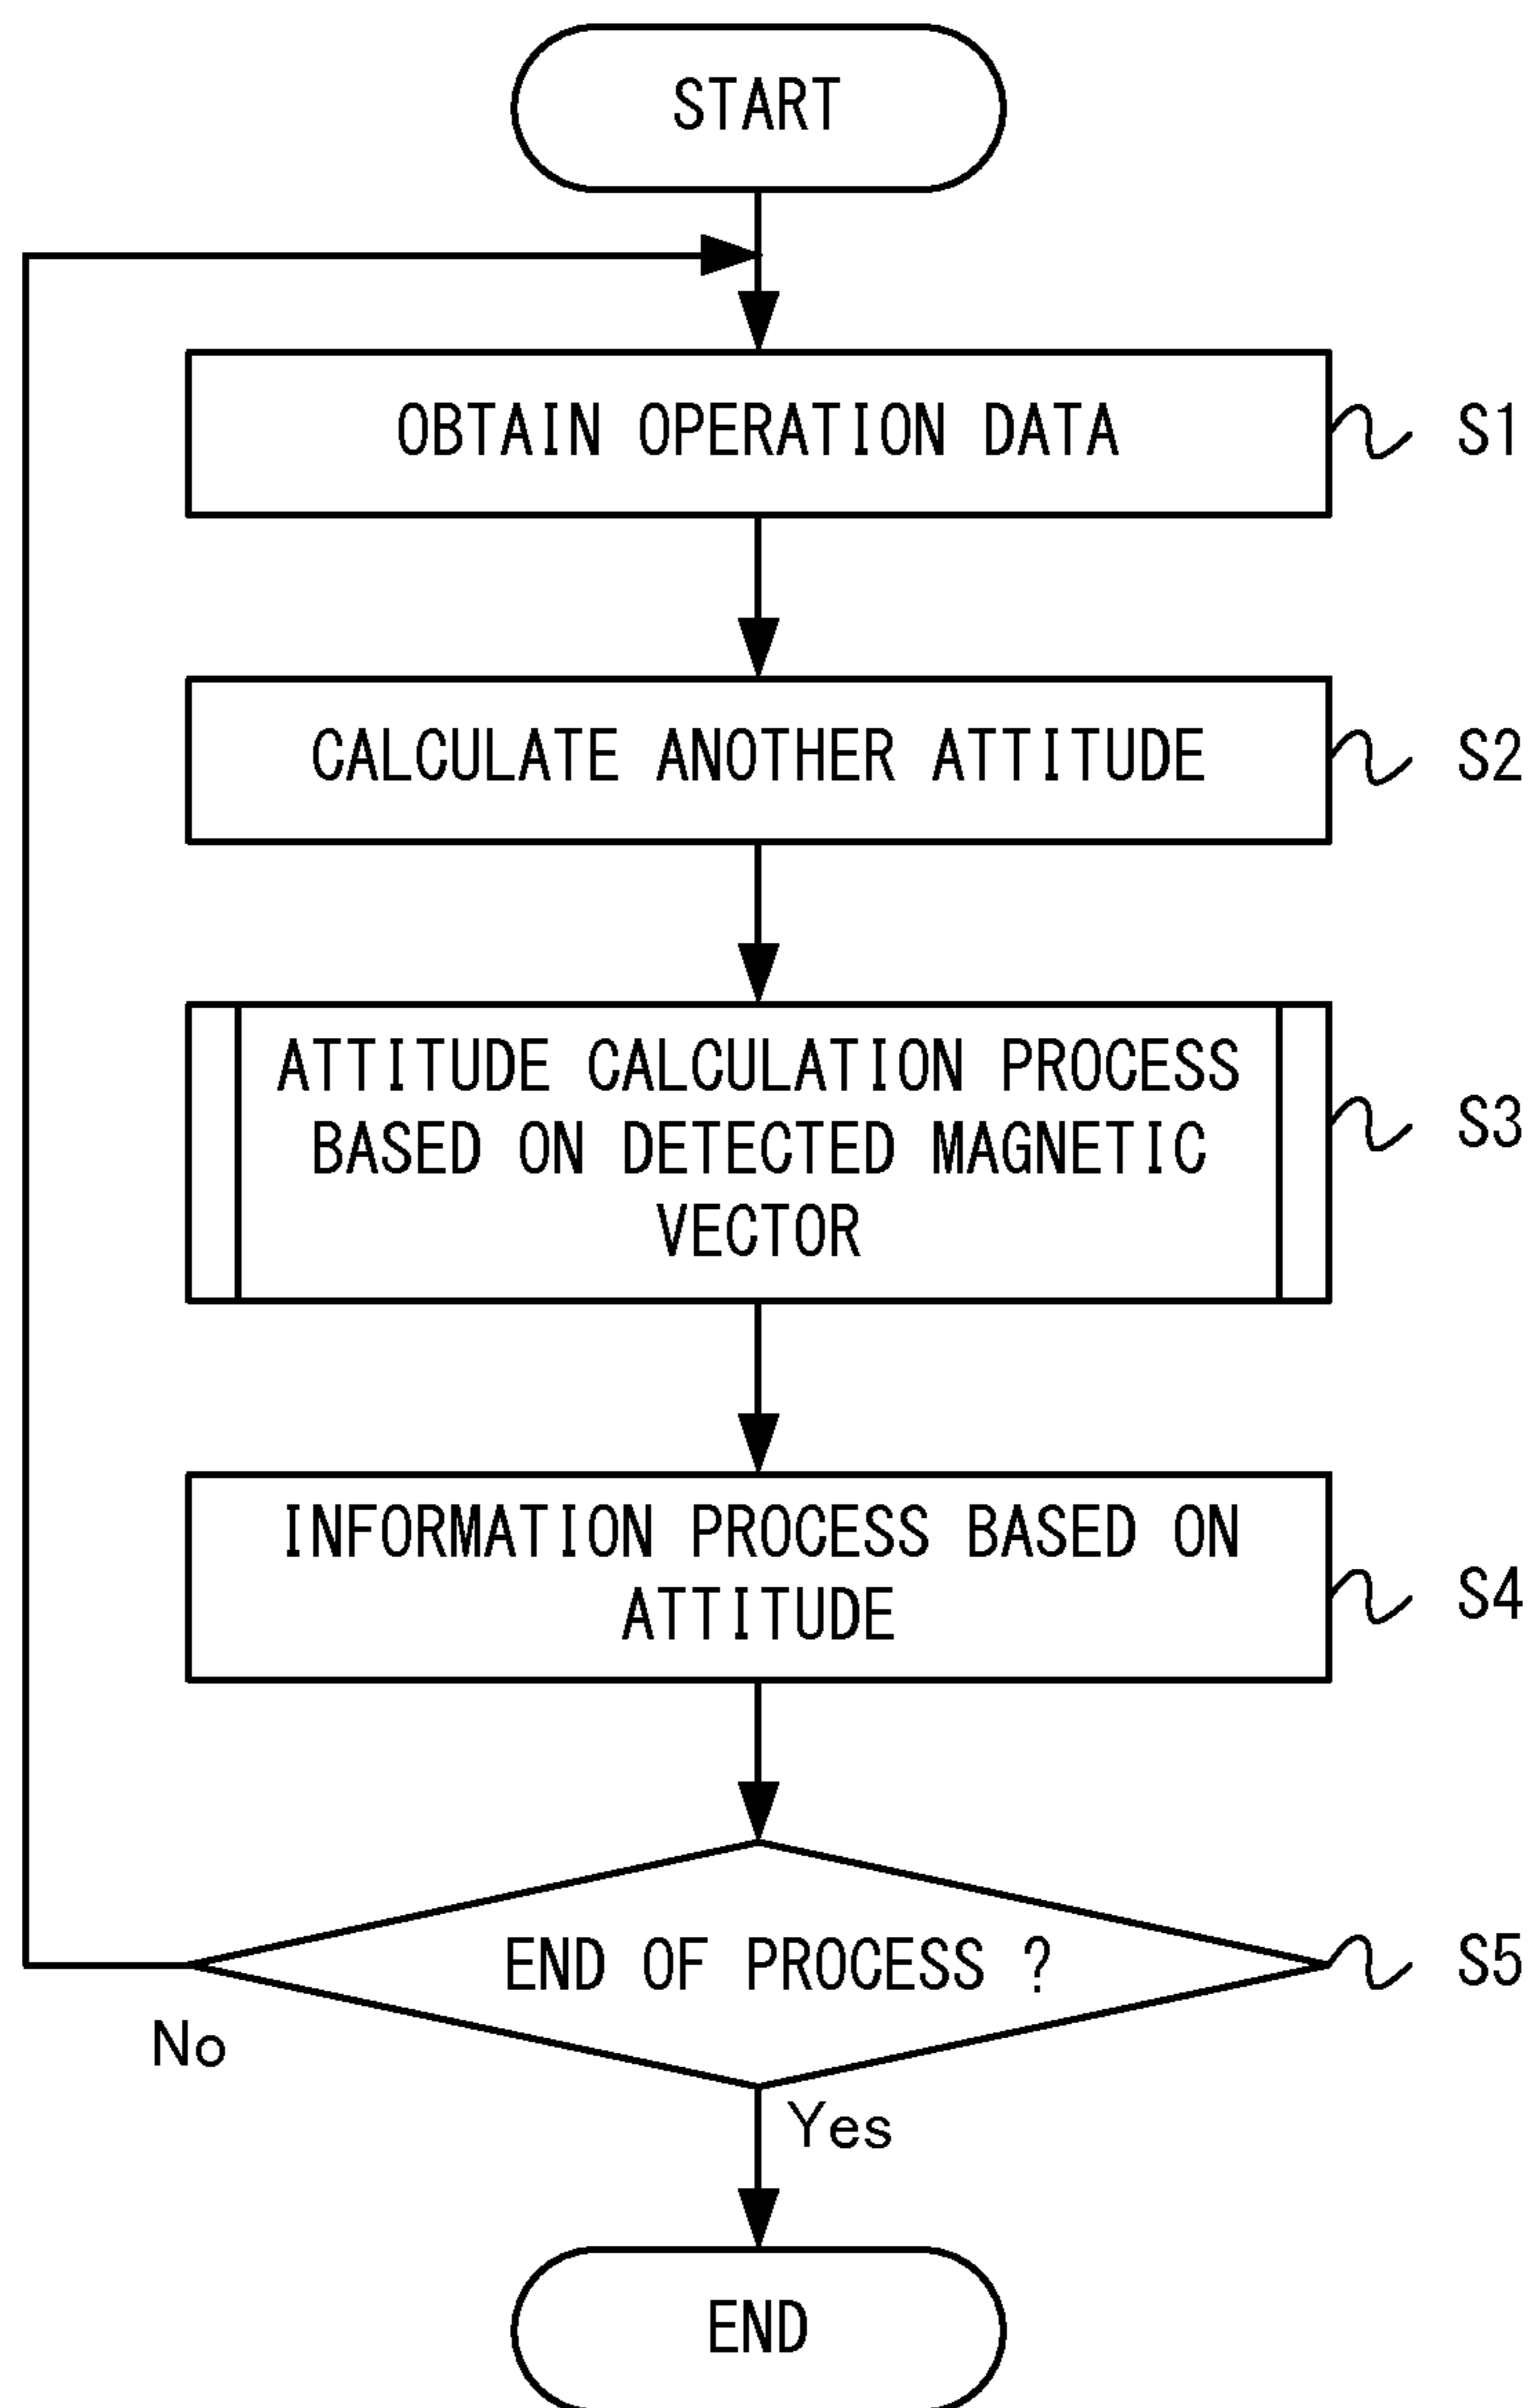 START
OBTAIN OPERATION DATA
S1
CALCULATE ANOTHER ATTITUDE
S2
ATTITUDE CALCULATION PROCESS
BASED ON DETECTED MAGNETIC
VECTOR
S3
INFORMATION PROCESS BASED ON
ATTITUDE
S4
END OF PROCESS ?
S5
No
Yes
END